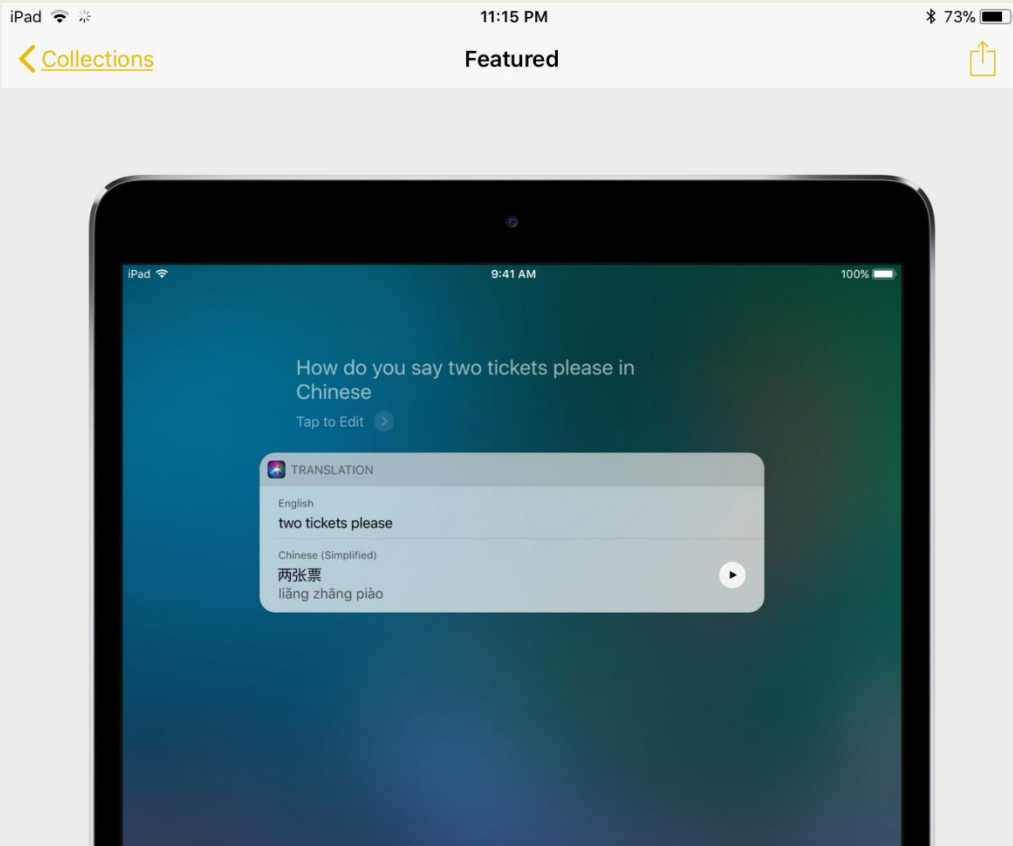 iPad 11:15 PM 73%
Collections Featured
iPad 9:41 AM 100%
How do you say two tickets please in
Chinese
Tap to Edit
TRANSLATION
English
two tickets please
Chinese (Simplified)
两张票
liǎng zhāng piào